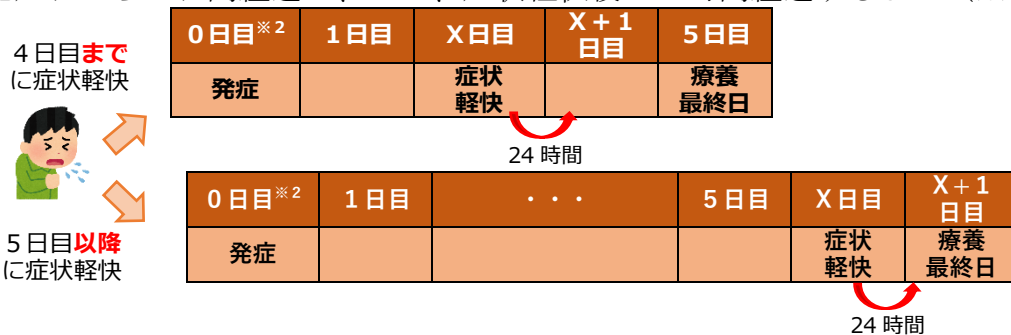 0日目※2 1日目 X日目 X+1日目 5日目
4日目まで
に症状軽快
発症 症状軽快 療養最終日
24 時間
0日目※2 1日目 ・・・ 5日目 X日目 X+1日目
5日目以降
に症状軽快
発症 症状軽快 療養最終日
24 時間